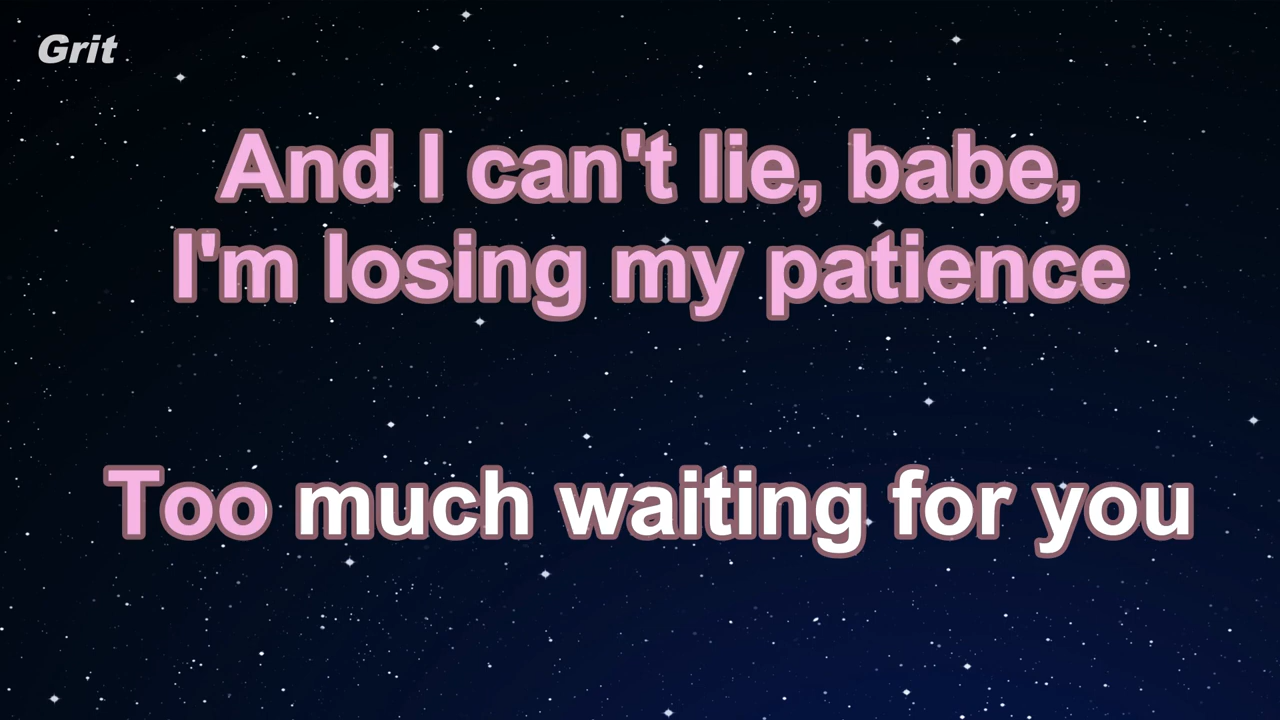 Grit
And I can't lie, babe,
I'm losing my patience
Too much waiting for you